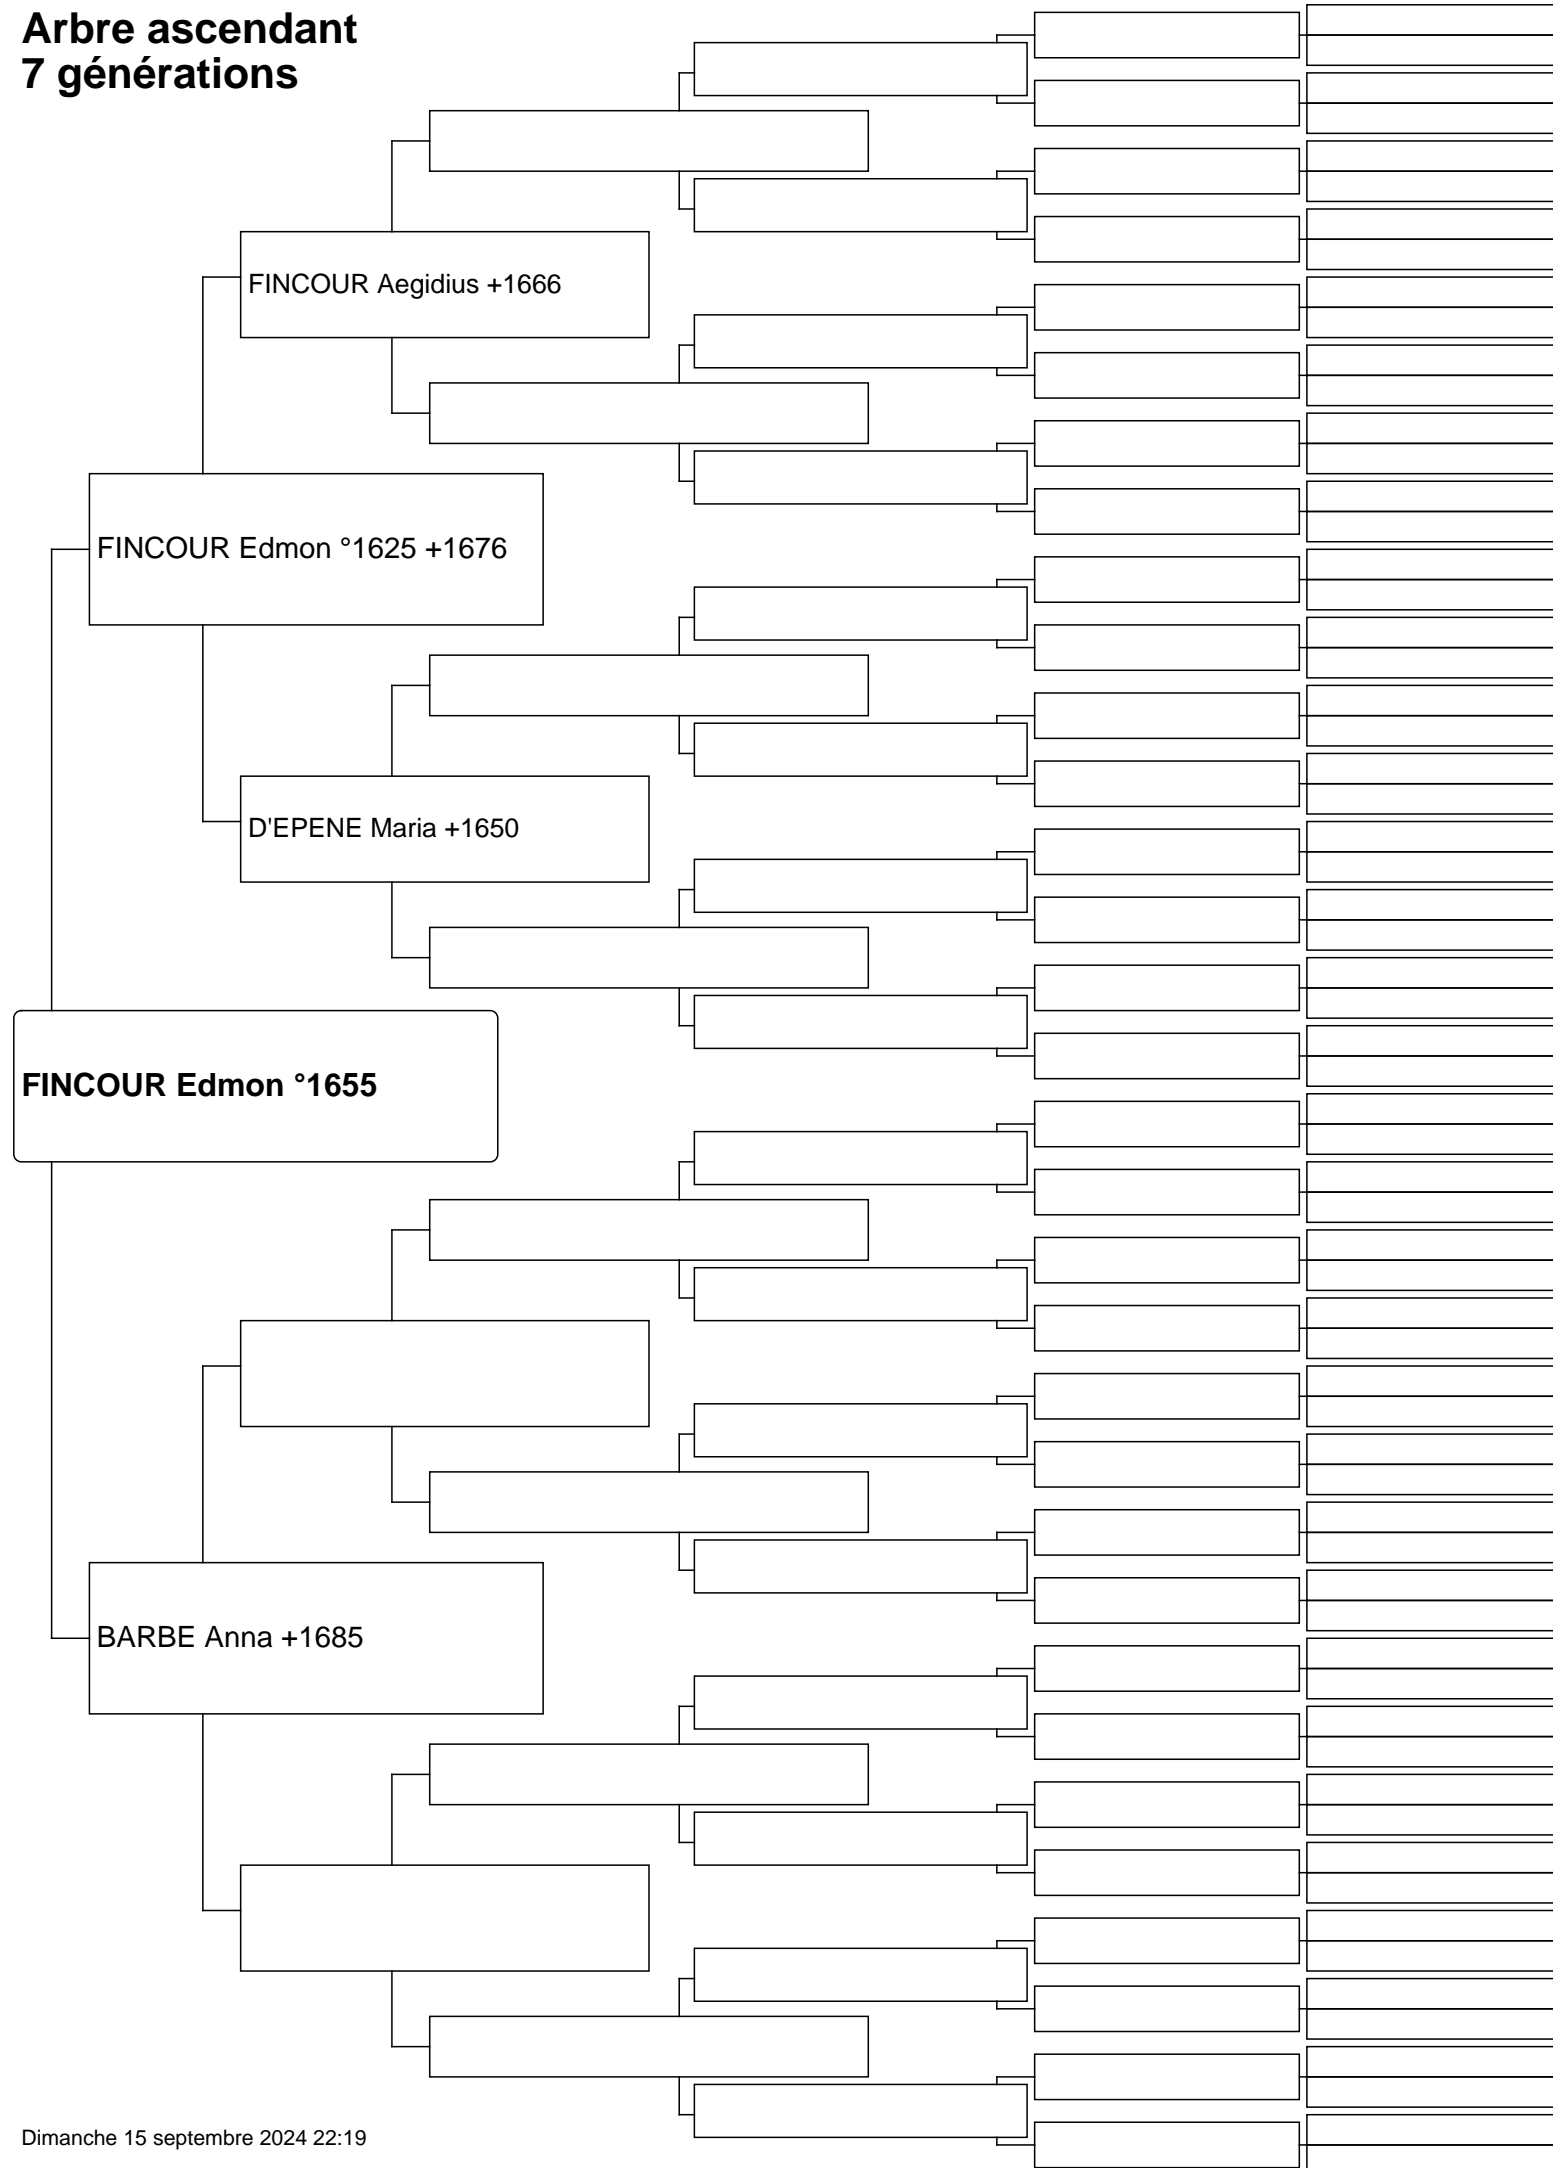 Arbre ascendant
7 générations
FINCOUR Aegidius +1666
FINCOUR Edmon °1625 +1676
D'EPENE Maria +1650
FINCOUR Edmon °1655
BARBE Anna +1685
Dimanche 15 septembre 2024 22:19